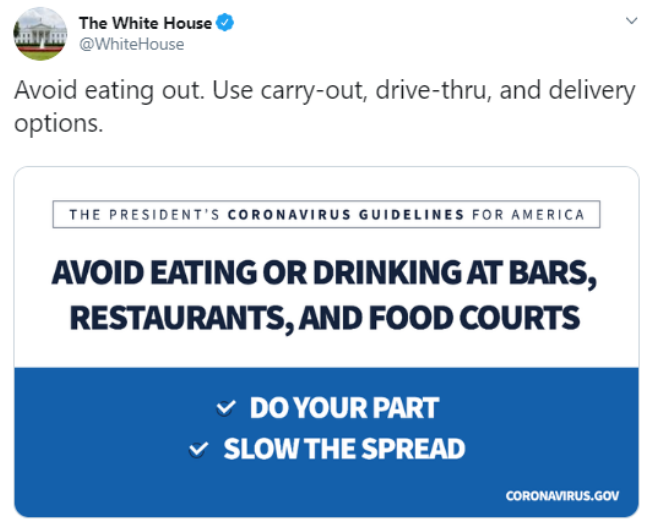 The White House
@WhiteHouse
Avoid eating out. Use carry-out, drive-thru, and delivery
options.
THE PRESIDENT'S CORONAVIRUS GUIDELINES FOR AMERICA
AVOID EATING OR DRINKING AT BARS,
RESTAURANTS, AND FOOD COURTS
DO YOUR PART
SLOW THE SPREAD
CORONAVIRUS.GOV